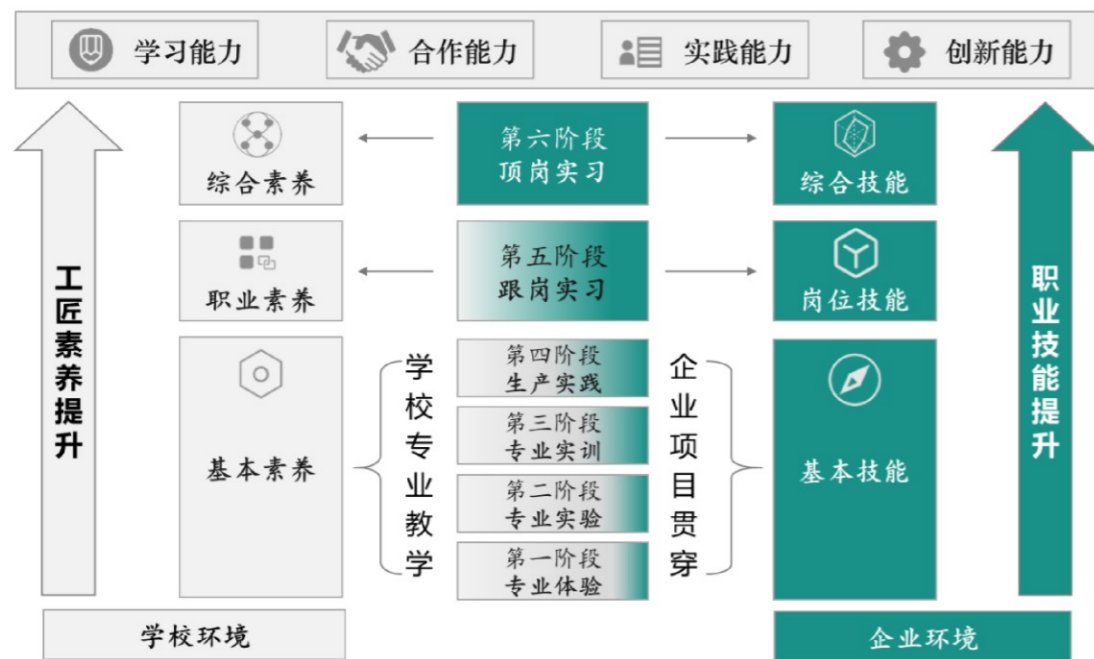 学习能力
合作能力
实践能力
创新能力
工匠素养提升
综合素养
第六阶段
顶岗实习
综合技能
职业技能提升
职业素养
第五阶段
跟岗实习
岗位技能
基本素养
学校专业教学
第四阶段
生产实践
第三阶段
专业实训
第二阶段
专业实验
第一阶段
专业体验
企业项目贯穿
基本技能
学校环境
企业环境